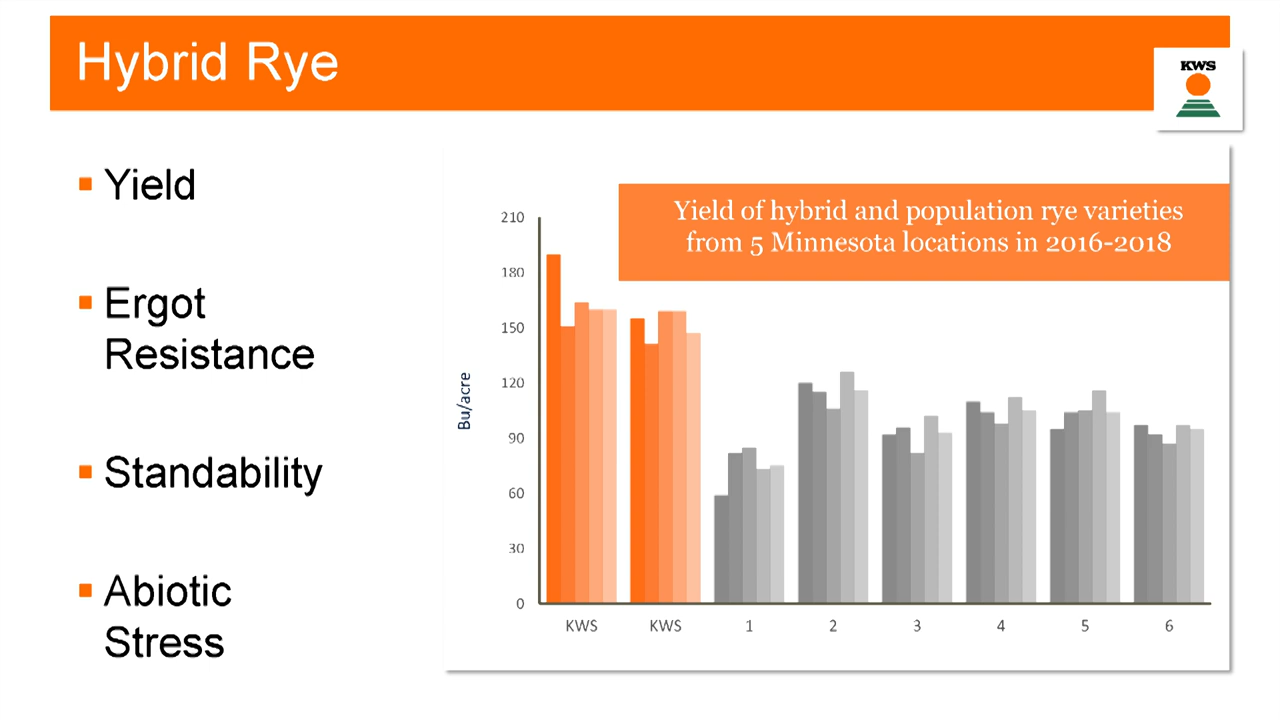 Hybrid Rye
KWS
Yield
Ergot
Resistance
Standability
Abiotic
Stress
Yield of hybrid and population rye varieties
from 5 Minnesota locations in 2016-2018
Bu/acre
210
180
150
120
90
60
30
0
KWS KWS 1 2 3 4 5 6